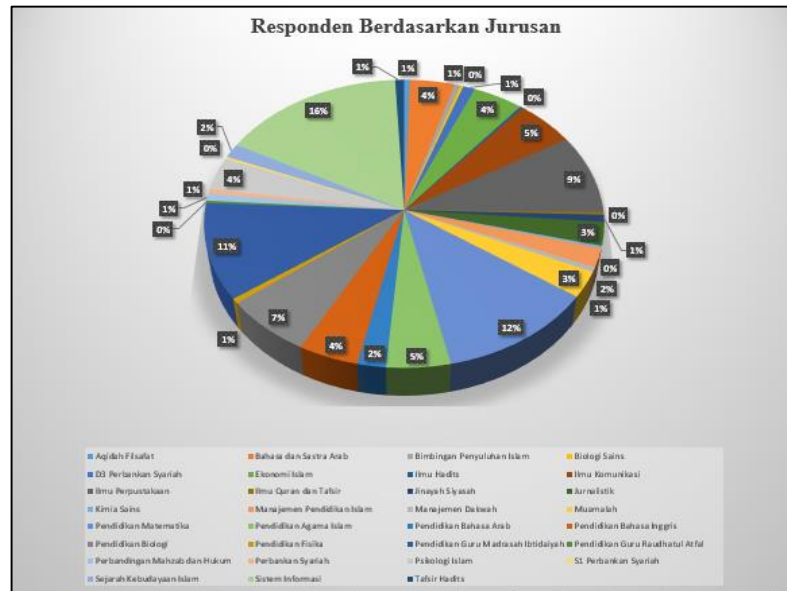 Responden Berdasarkan Jurusan
1% 1% 4% 1% 0% 1% 4% 0% 5%
16%
2%
0%
4%
9%
1%
1%
0%
0%
1%
3%
11%
0%
2%
3%
1%
12%
7%
1%
4%
2%
5%
Aqidah Filsafat Bahasa dan Sastra Arab Bimbingan Penyuluhan Islam Biologi Sains
D3 Perbankan Syariah Ekonomi Islam Ilmu Hadits Ilmu Komunikasi
Ilmu Perpustakaan Ilmu Quran dan Tafsir Jinayah Siyasah Jurnalistik
Kimia Sains Manajemen Pendidikan Islam Manajemen Dakwah Muamalah
Pendidikan Matematika Pendidikan Agama Islam Pendidikan Bahasa Arab Pendidikan Bahasa Inggris
Pendidikan Biologi Pendidikan Fisika Pendidikan Guru Madrasah Ibtidaiyah Pendidikan Guru Raudhatul Atfal
Perbandingan Mahzab dan Hukum Perbankan Syariah Psikologi Islam S1 Perbankan Syariah
Sejarah Kebudayaan Islam Sistem Informasi Tafsir Hadits